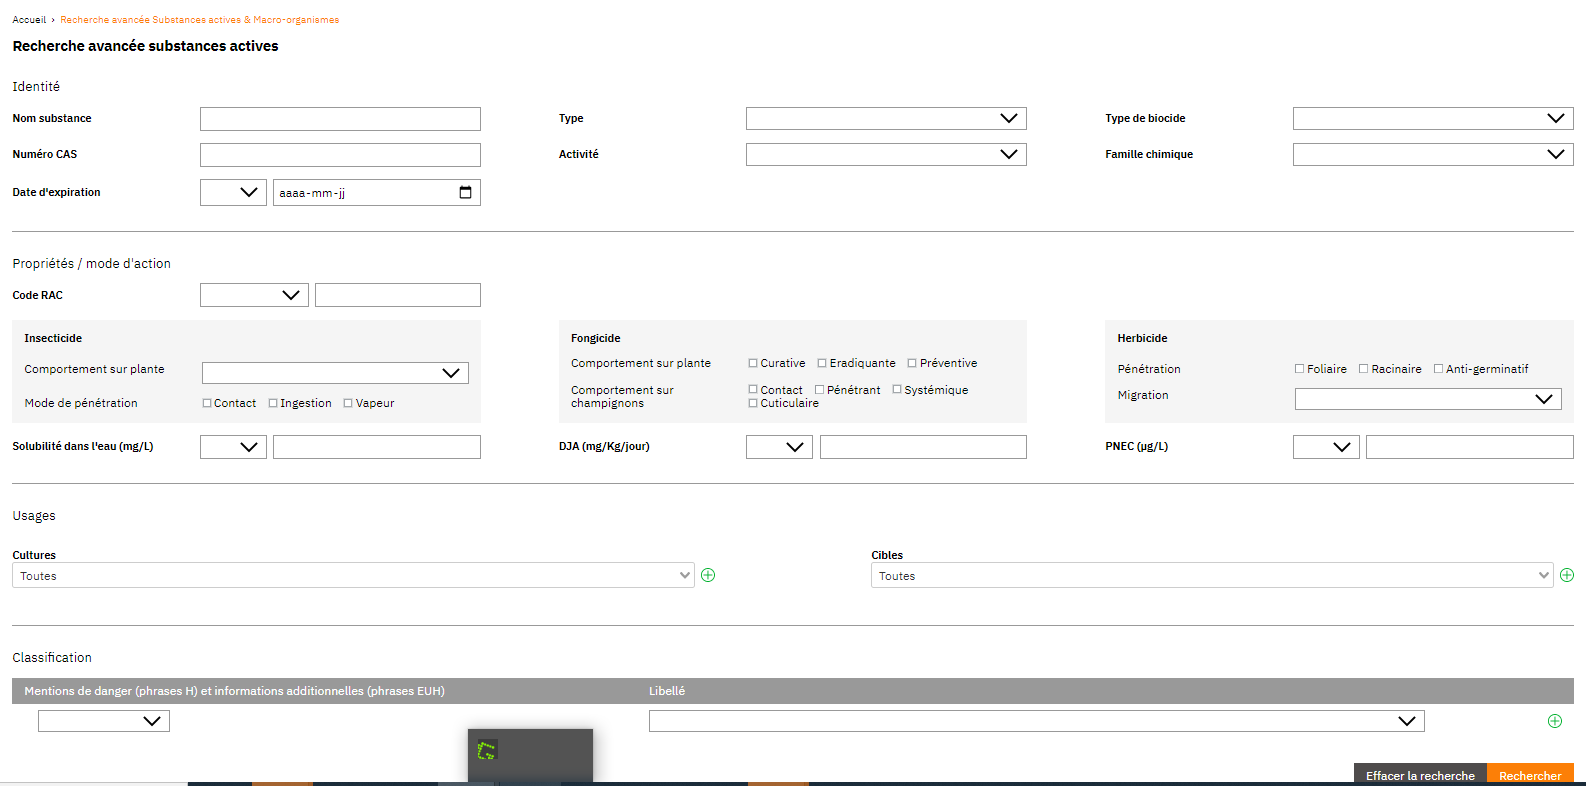 Accueil › Recherche avancée Substances actives & Macro-organismes
Recherche avancée substances actives
Identité
Nom substance
Type
Type de biocide
Numéro CAS
Activité
Famille chimique
Date d'expiration
aaaa-mm-jj
Propriétés / mode d'action
Code RAC
Insecticide
Comportement sur plante
Mode de pénétration
Contact Ingestion Vapeur
Fongicide
Comportement sur plante
Curative Eradiquante Préventive
Comportement sur
champignons
Contact Pénétrant Systémique
Cuticulaire
Herbicide
Pénétration
Foliaire Racinaire Anti-germinatif
Migration
Solubilité dans l'eau (mg/L)
DJA (mg/Kg/jour)
PNEC (µg/L)
Usages
Cultures
Toutes
Cibles
Toutes
Classification
Mentions de danger (phrases H) et informations additionnelles (phrases EUH)
Libellé
Effacer la recherche
Rechercher